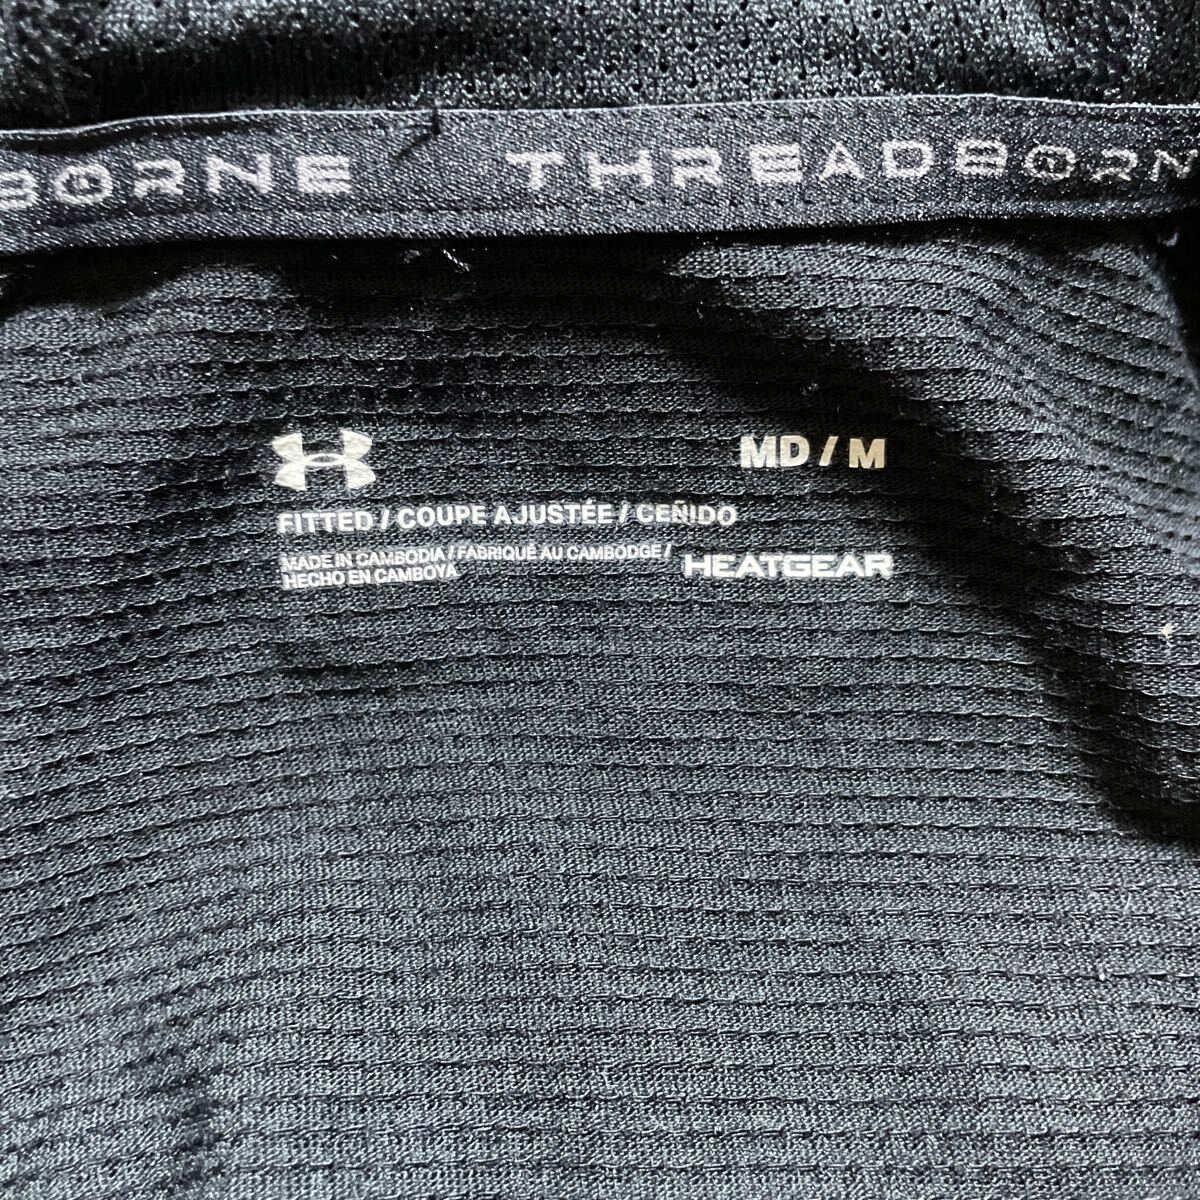 BORNE THREADBORN
MD / M
FITTED / COUPE AJUSTÉE / CEÑIDO
MADE IN CAMBODIA / FABRIQUÉ AU CAMBODGE /
HECHO EN CAMBOYA
HEATGEAR